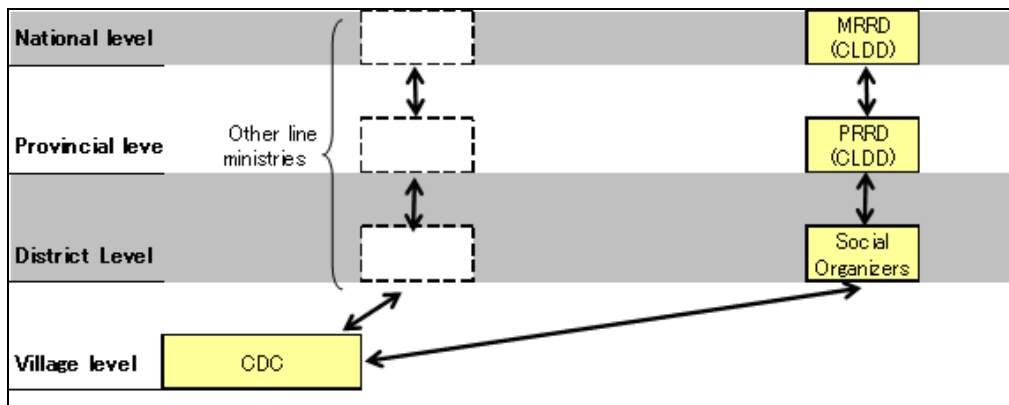 National level
MRRD
(CLDD)
Other line
ministries
Provincial leve
PRRD
(CLDD)
District Level
Social
Organizers
Village level
CDC